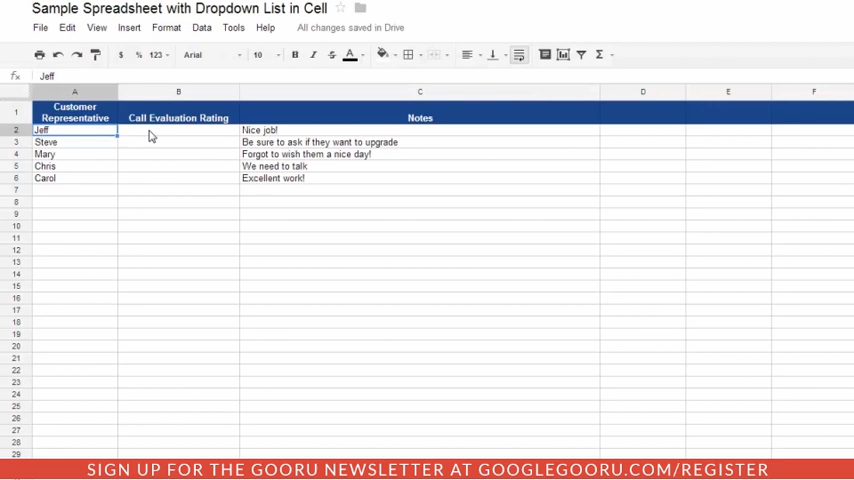 Sample Spreadsheet with Dropdown List in Cell
File Edit View Insert Format Data Tools Help All changes saved in Drive
$ % 123 Arial 10 B I S A Σ
fx Jeff
A B C D E F
1 Customer Representative Call Evaluation Rating Notes
2 Jeff Nice job!
3 Steve Be sure to ask if they want to upgrade
4 Mary Forgot to wish them a nice day!
5 Chris We need to talk
6 Carol Excellent work!
7
8
9
10
11
12
13
14
15
16
17
18
19
20
21
22
23
24
25
26
27
28
29
SIGN UP FOR THE GOORU NEWSLETTER AT GOOGLEGOORU.COM/REGISTER